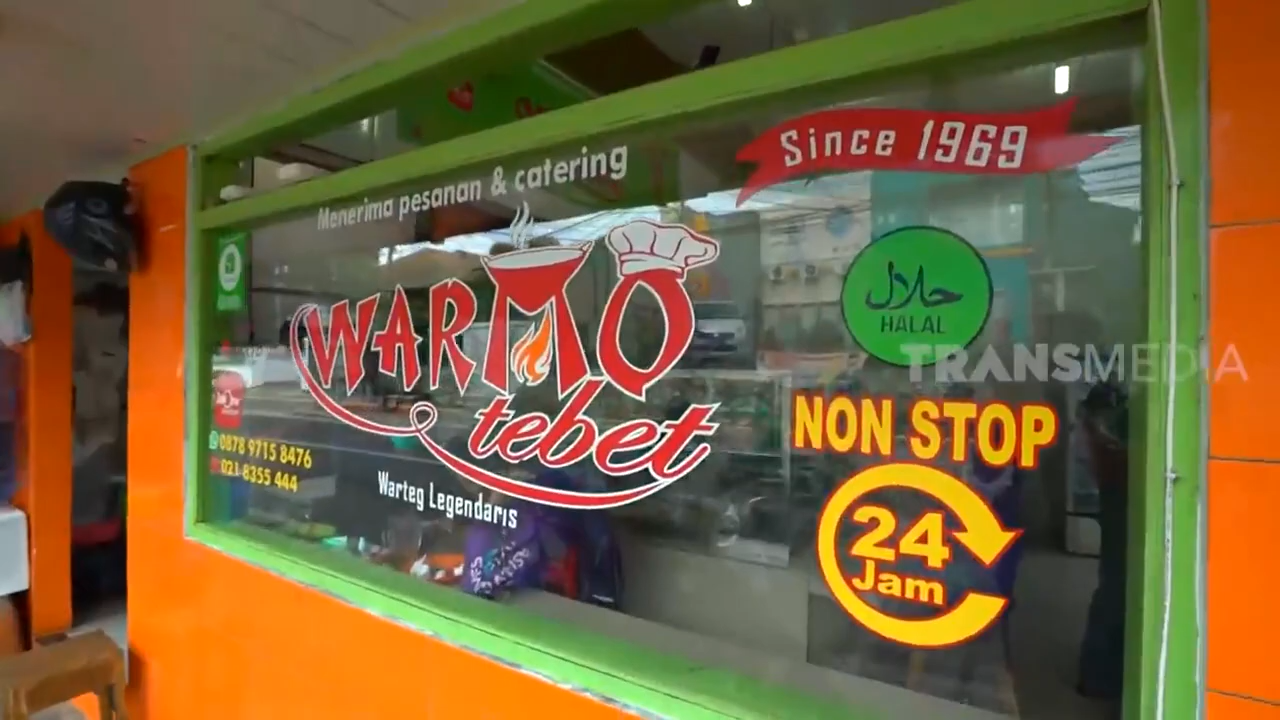 Menerima pesanan & catering
Since 1969
WARMO
tebet
Warteg Legendaris
حلال
HALAL
TRANSMEDIA
NON STOP
24
Jam
0878 9715 8476
021 8355 444